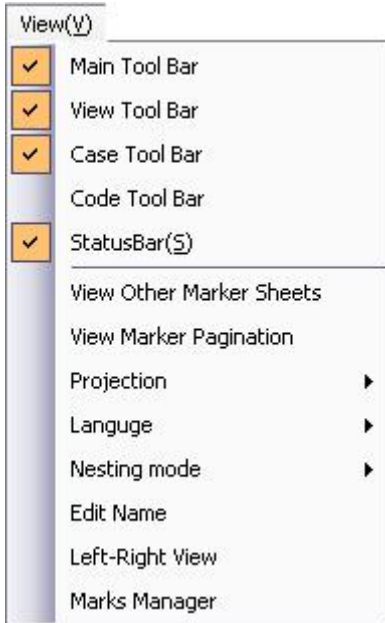 View(V)
Main Tool Bar
View Tool Bar
Case Tool Bar
Code Tool Bar
StatusBar(S)
View Other Marker Sheets
View Marker Pagination
Projection
Languge
Nesting mode
Edit Name
Left-Right View
Marks Manager